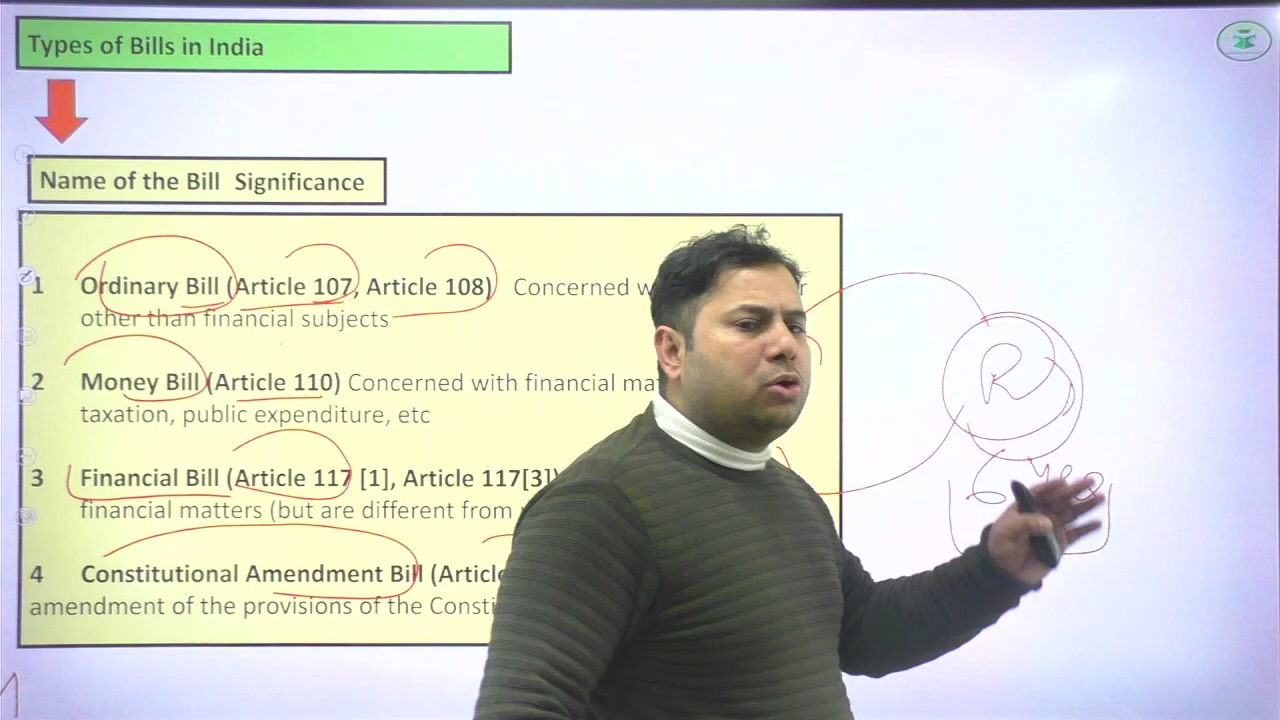 Types of Bills in India
Name of the Bill Significance
1 Ordinary Bill (Article 107, Article 108) Concerned
other than financial subjects
2 Money Bill (Article 110) Concerned with financial
taxation, public expenditure, etc
3 Financial Bill (Article 117 [1], Article 117[3])
financial matters (but are different from
4 Constitutional Amendment Bill
amendment of the provisions of the
R